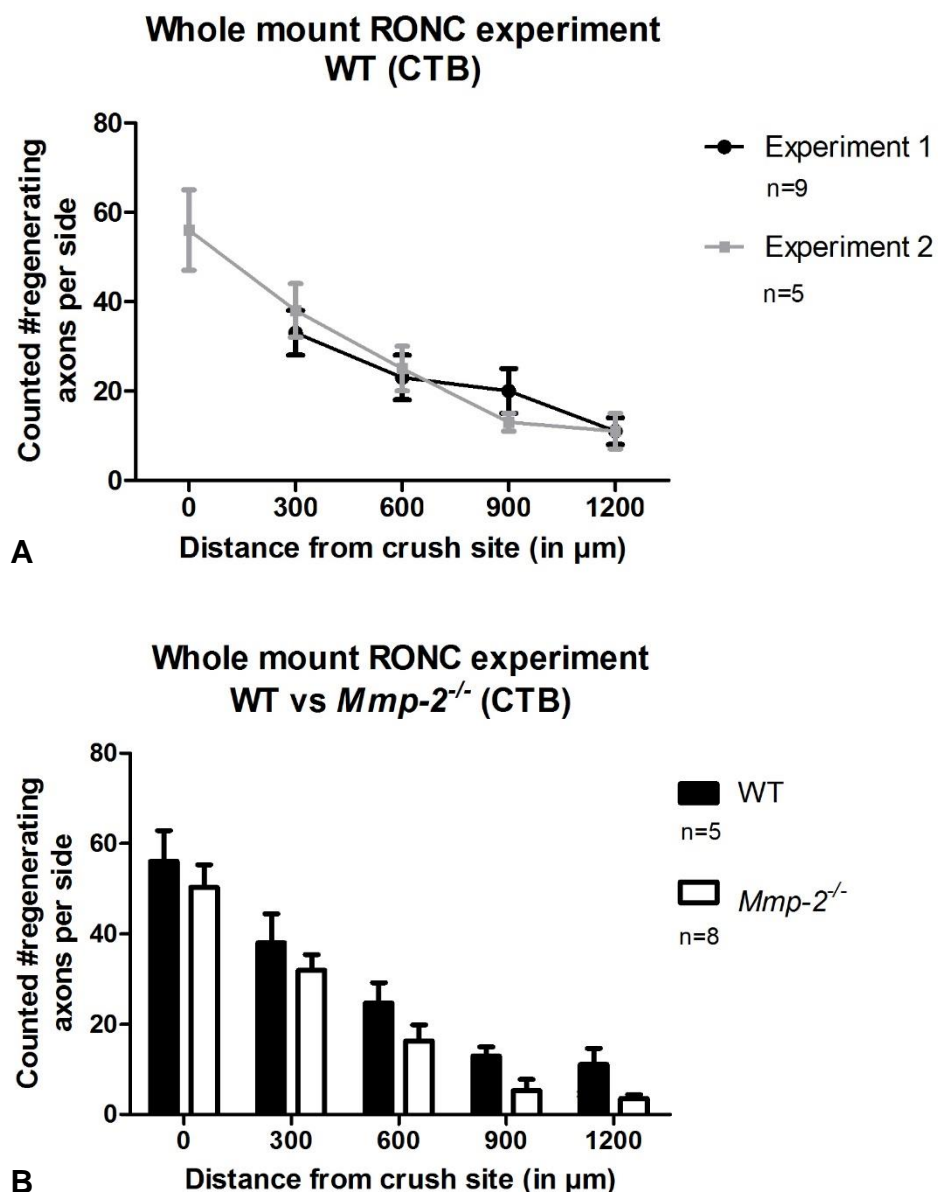 Whole mount RONC experiment
WT (CTB)
Counted #regenerating
axons per side
80
60
40
20
0
0 300 600 900 1200
Distance from crush site (in µm)
Experiment 1
n=9
Experiment 2
n=5
A
Whole mount RONC experiment
WT vs Mmp-2-/- (CTB)
Counted #regenerating
axons per side
80
60
40
20
0
0 300 600 900 1200
Distance from crush site (in µm)
WT
n=5
Mmp-2-/-
n=8
B